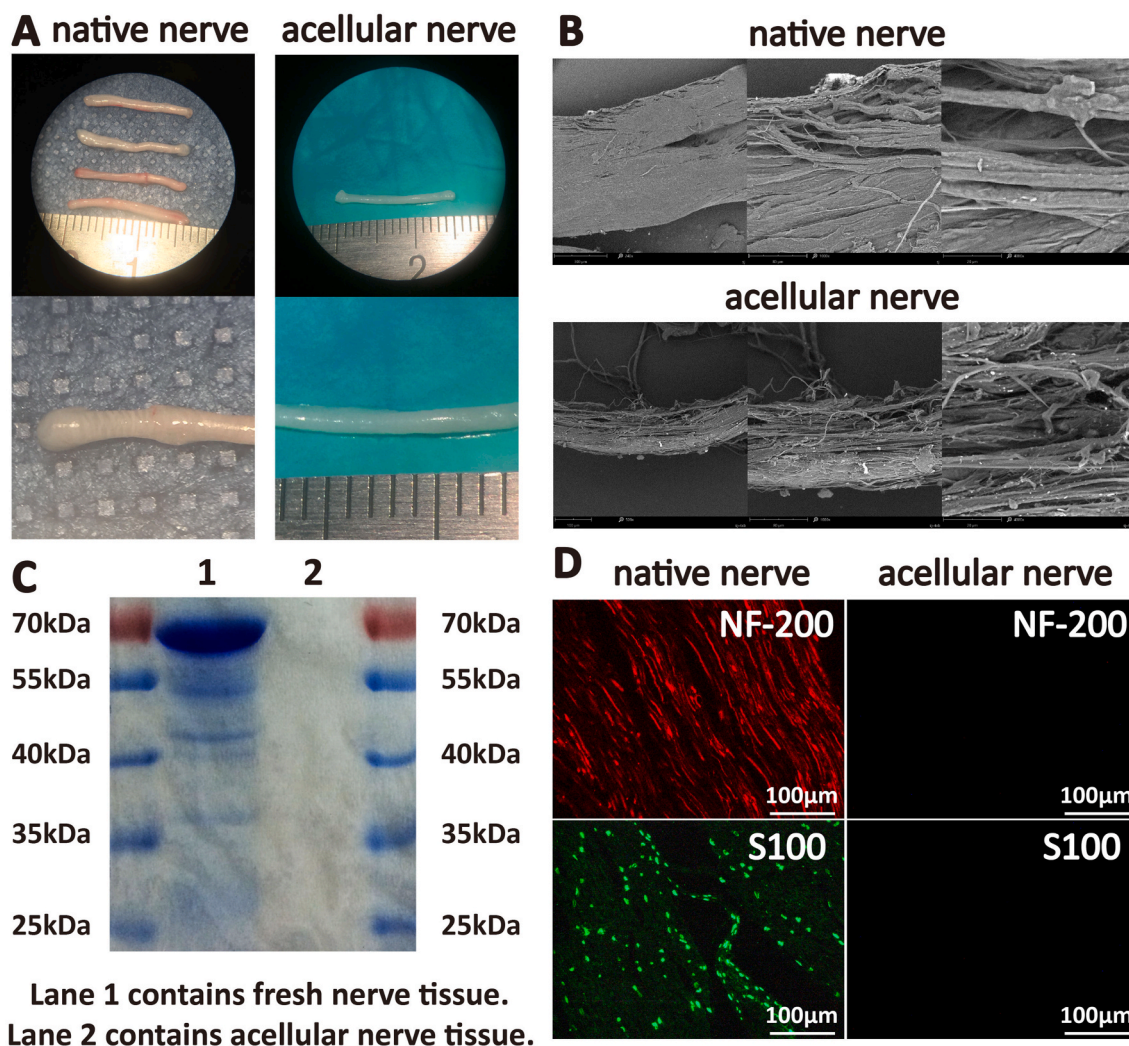 A native nerve acellular nerve
1
2
B native nerve
acellular nerve
C 1 2
70kDa 70kDa
55kDa 55kDa
40kDa 40kDa
35kDa 35kDa
25kDa 25kDa
Lane 1 contains fresh nerve tissue.
Lane 2 contains acellular nerve tissue.
D native nerve acellular nerve
NF-200 NF-200
100μm 100μm
S100 S100
100μm 100μm